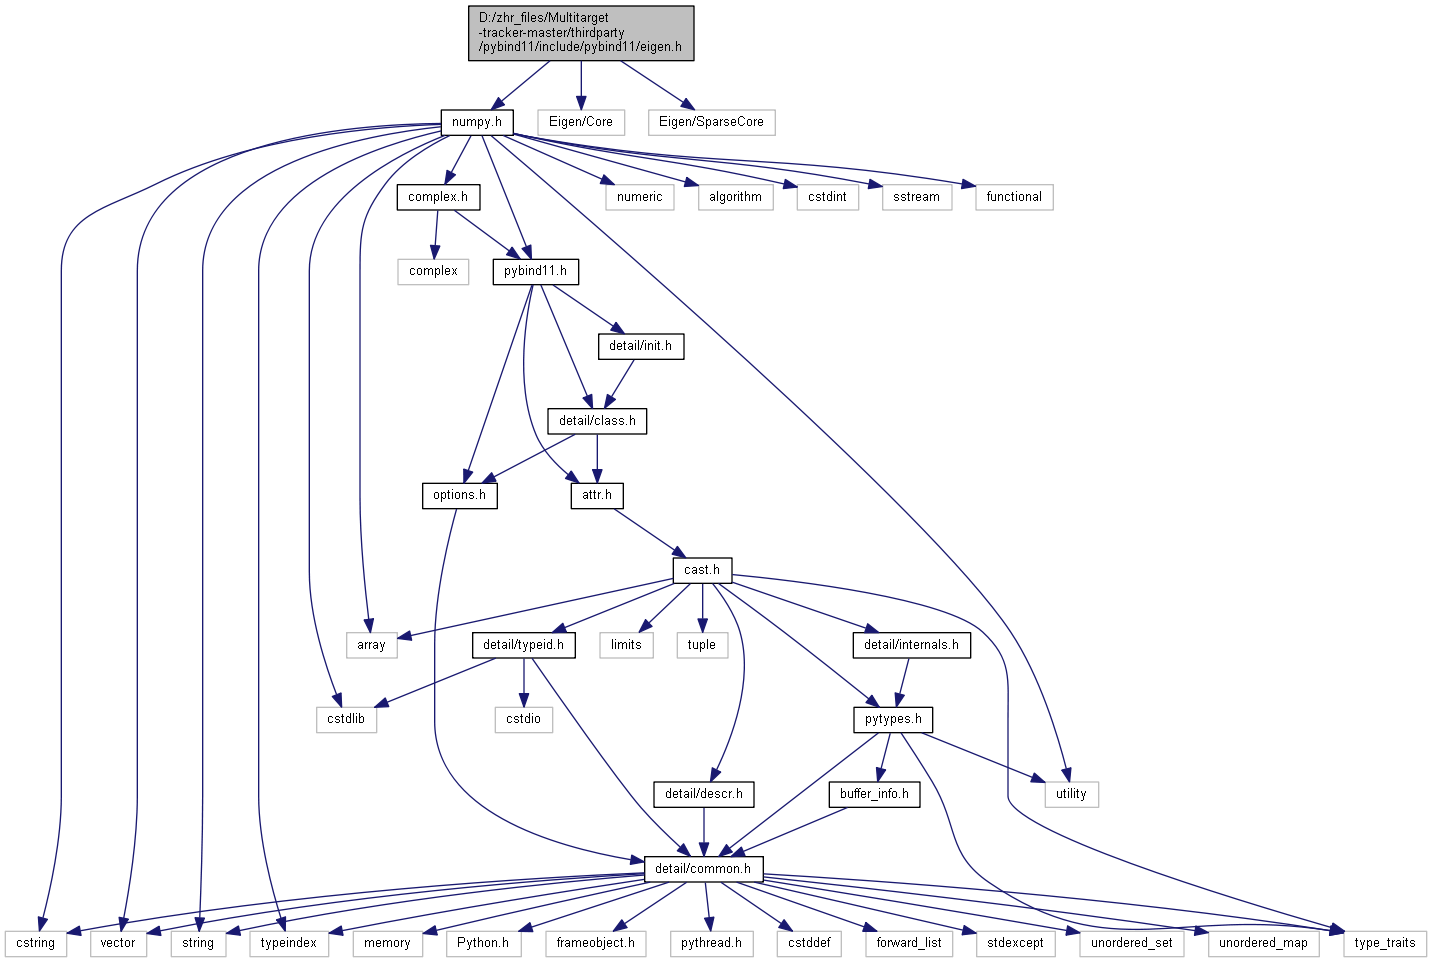 D:/zhr_files/Multitarget
-tracker-master/thirdparty
/pybind11/include/pybind11/eigen.h
numpy.h
Eigen/Core
Eigen/SparseCore
complex.h
numeric
algorithm
cstdint
sstream
functional
complex
pybind11.h
detail/init.h
detail/class.h
options.h
attr.h
cast.h
array
detail/typeid.h
limits
tuple
detail/internals.h
cstdlib
cstdio
pytypes.h
detail/descr.h
buffer_info.h
utility
detail/common.h
cstring
vector
string
typeindex
memory
Python.h
frameobject.h
pythread.h
cstddef
forward_list
stdexcept
unordered_set
unordered_map
type_traits